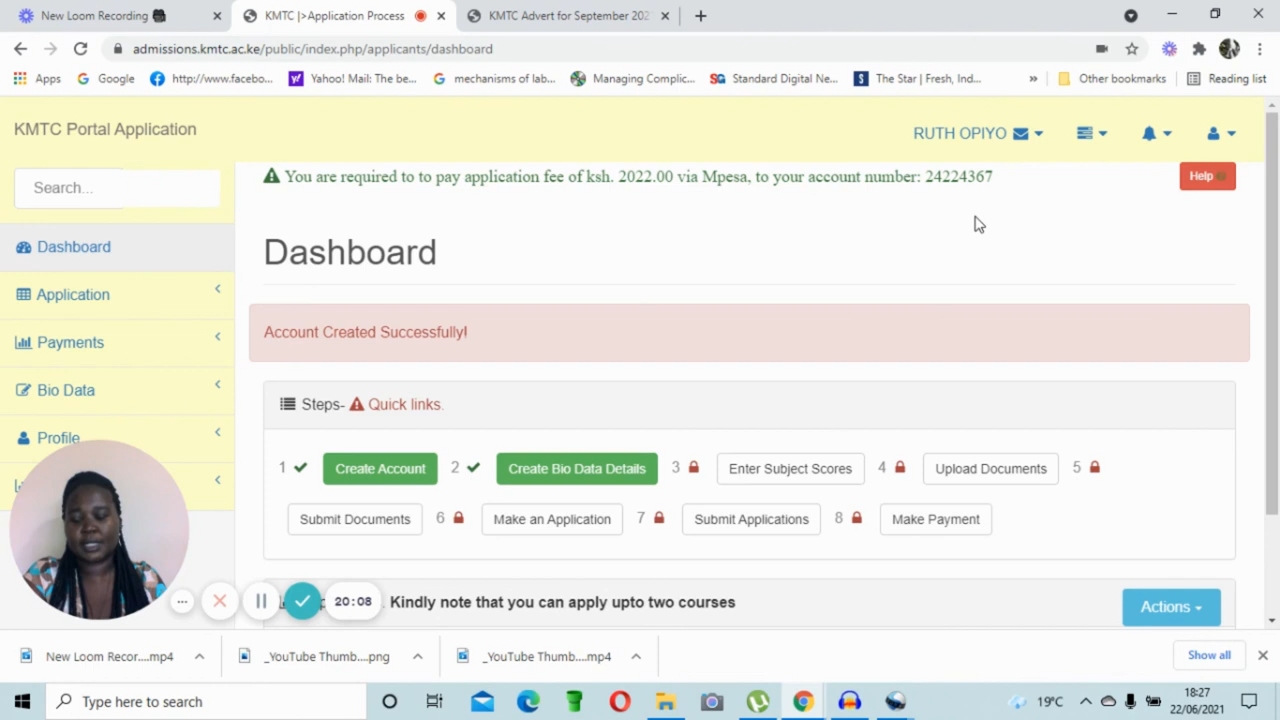 New Loom Recording
KMTC |>Application Process
KMTC Advert for September 202
admissions.kmtc.ac.ke/public/index.php/applicants/dashboard
Apps
Google
http://www.facebo...
Yahoo! Mail: The be...
mechanisms of lab...
Managing Complic...
SQ Standard Digital Ne...
The Star | Fresh, Ind...
»
Other bookmarks
Reading list
KMTC Portal Application
RUTH OPIYO
Search...
You are required to to pay application fee of ksh. 2022.00 via Mpesa, to your account number: 24224367
Help
Dashboard
Application
Payments
Bio Data
Profile
Dashboard
Account Created Successfully!
Steps- Quick links.
1 Create Account 2 Create Bio Data Details 3 Enter Subject Scores 4 Upload Documents 5
Submit Documents 6 Make an Application 7 Submit Applications 8 Make Payment
Kindly note that you can apply upto two courses
Actions
20:08
New Loom Recor....mp4
_YouTube Thumb....png
_YouTube Thumb....mp4
Show all
Type here to search
19°C
18:27
22/06/2021